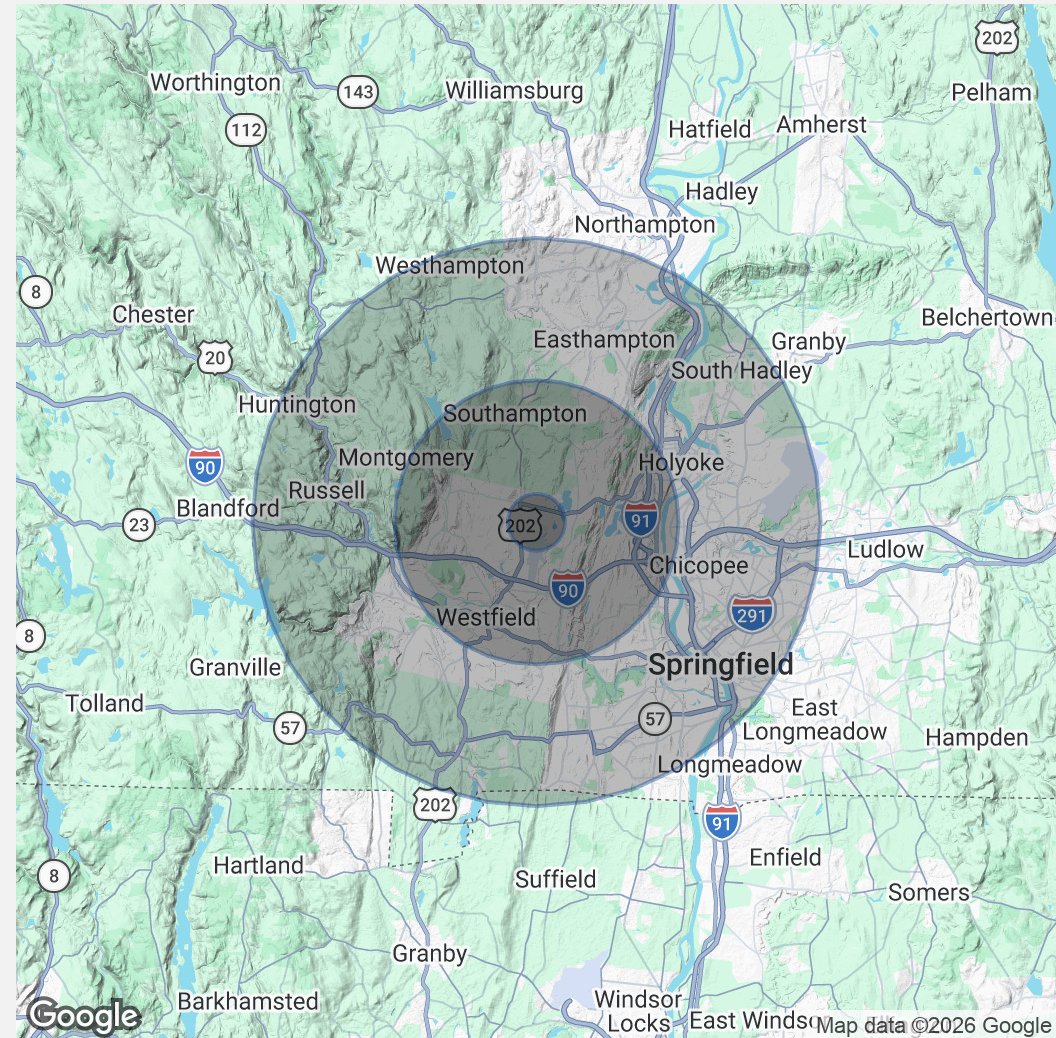 202
Worthington
143
Williamsburg
Pelham
112
Hatfield
Amherst
Hadley
Northampton
Westhampton
8
Chester
Belchertown
Easthampton
Granby
20
South Hadley
Huntington
Southampton
Montgomery
Holyoke
90
Russell
Blandford
23
202
91
Ludlow
Chicopee
90
291
Westfield
8
Granville
Springfield
Tolland
57
57
East
Longmeadow
Hampden
Longmeadow
202
91
Hartland
Enfield
8
Suffield
Somers
Granby
Barkhamsted
Windsor
Locks
East Windsor
Google
Map data ©2026 Google